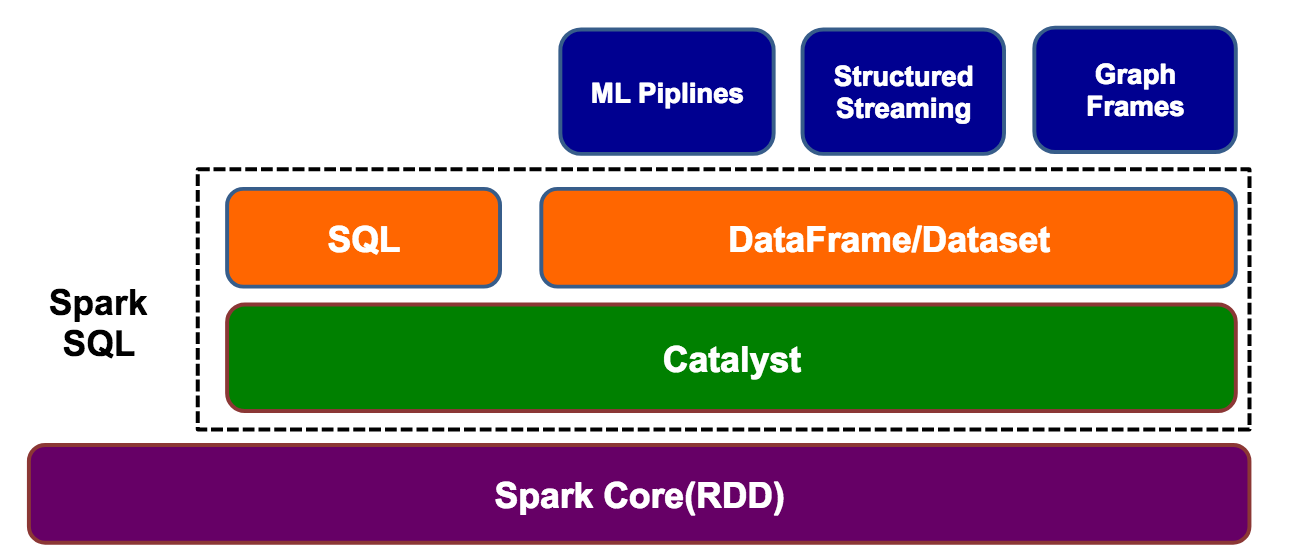 ML Piplines
Structured
Streaming
Graph
Frames
SQL
DataFrame/Dataset
Spark
SQL
Catalyst
Spark Core(RDD)